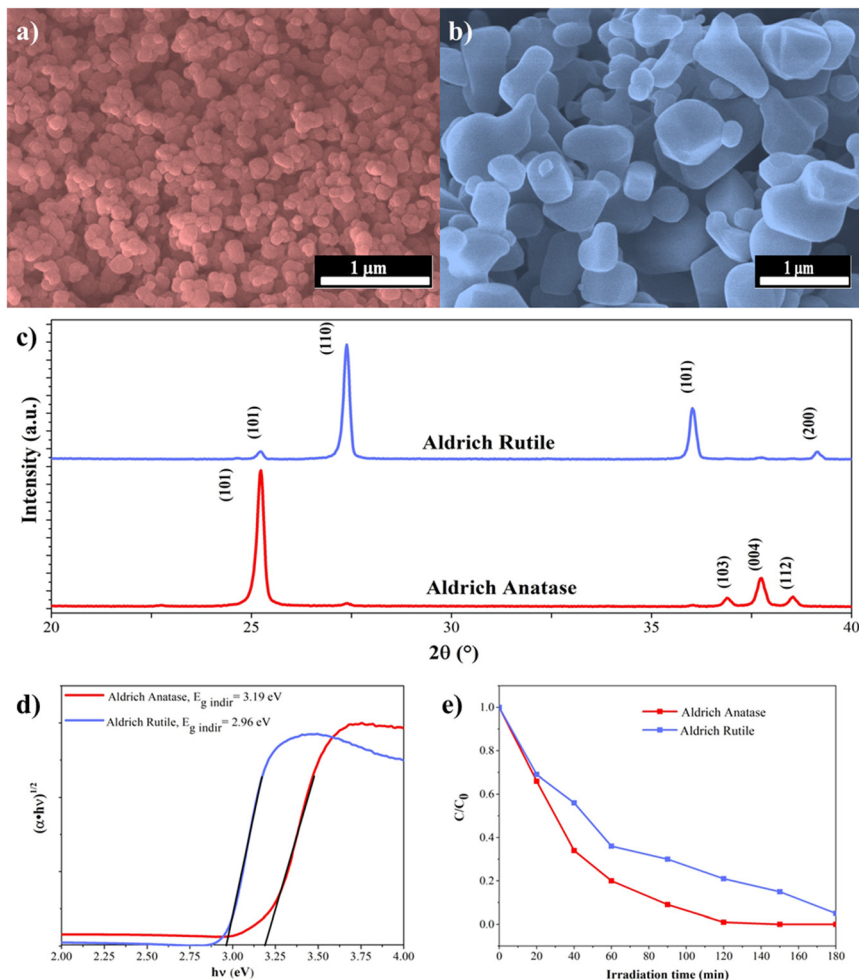 a)
b)
1 μm
1 μm
c)
(101)
(110)
(101)
(200)
Aldrich Rutile
(101)
(103)
(004)
(112)
Aldrich Anatase
Intensity (a.u.)
20
25
30
35
40
2θ (°)
d)
Aldrich Anatase, E g indir= 3.19 eV
Aldrich Rutile, E g indir= 2.96 eV
(α•hν)1/2
2.00
2.25
2.50
2.75
3.00
3.25
3.50
3.75
4.00
hν (eV)
e)
Aldrich Anatase
Aldrich Rutile
C/C0
1.0
0.8
0.6
0.4
0.2
0.0
0
20
40
60
80
100
120
140
160
180
Irradiation time (min)